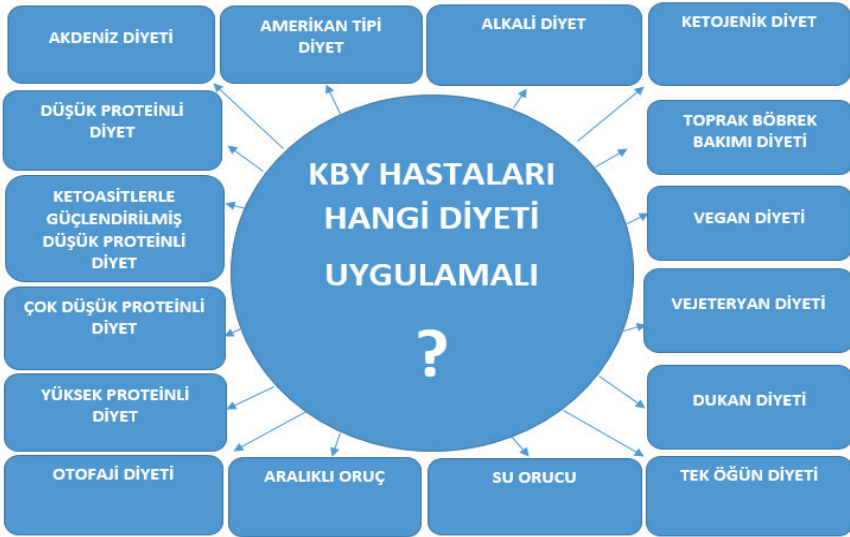 AKDENİZ DİYETİ
AMERİKAN TİPİ
DİYET
ALKALİ DİYET
KETOJENİK DİYET
DÜŞÜK PROTEİNLİ
DİYET
KETOASİTLERLE
GÜÇLENDİRİLMİŞ
DÜŞÜK PROTEİNLİ
DİYET
ÇOK DÜŞÜK PROTEİNLİ
DİYET
YÜKSEK PROTEİNLİ
DİYET
KBY HASTALARI
HANGİ DİYETİ
UYGULAMALI
?
TOPRAK BÖBREK
BAKIMI DİYETİ
VEGAN DİYETİ
VEJETERYAN DİYETİ
DUKAN DİYETİ
OTOFAJİ DİYETİ
ARALIKLI ORUÇ
SU ORUCU
TEK ÖĞÜN DİYETİ